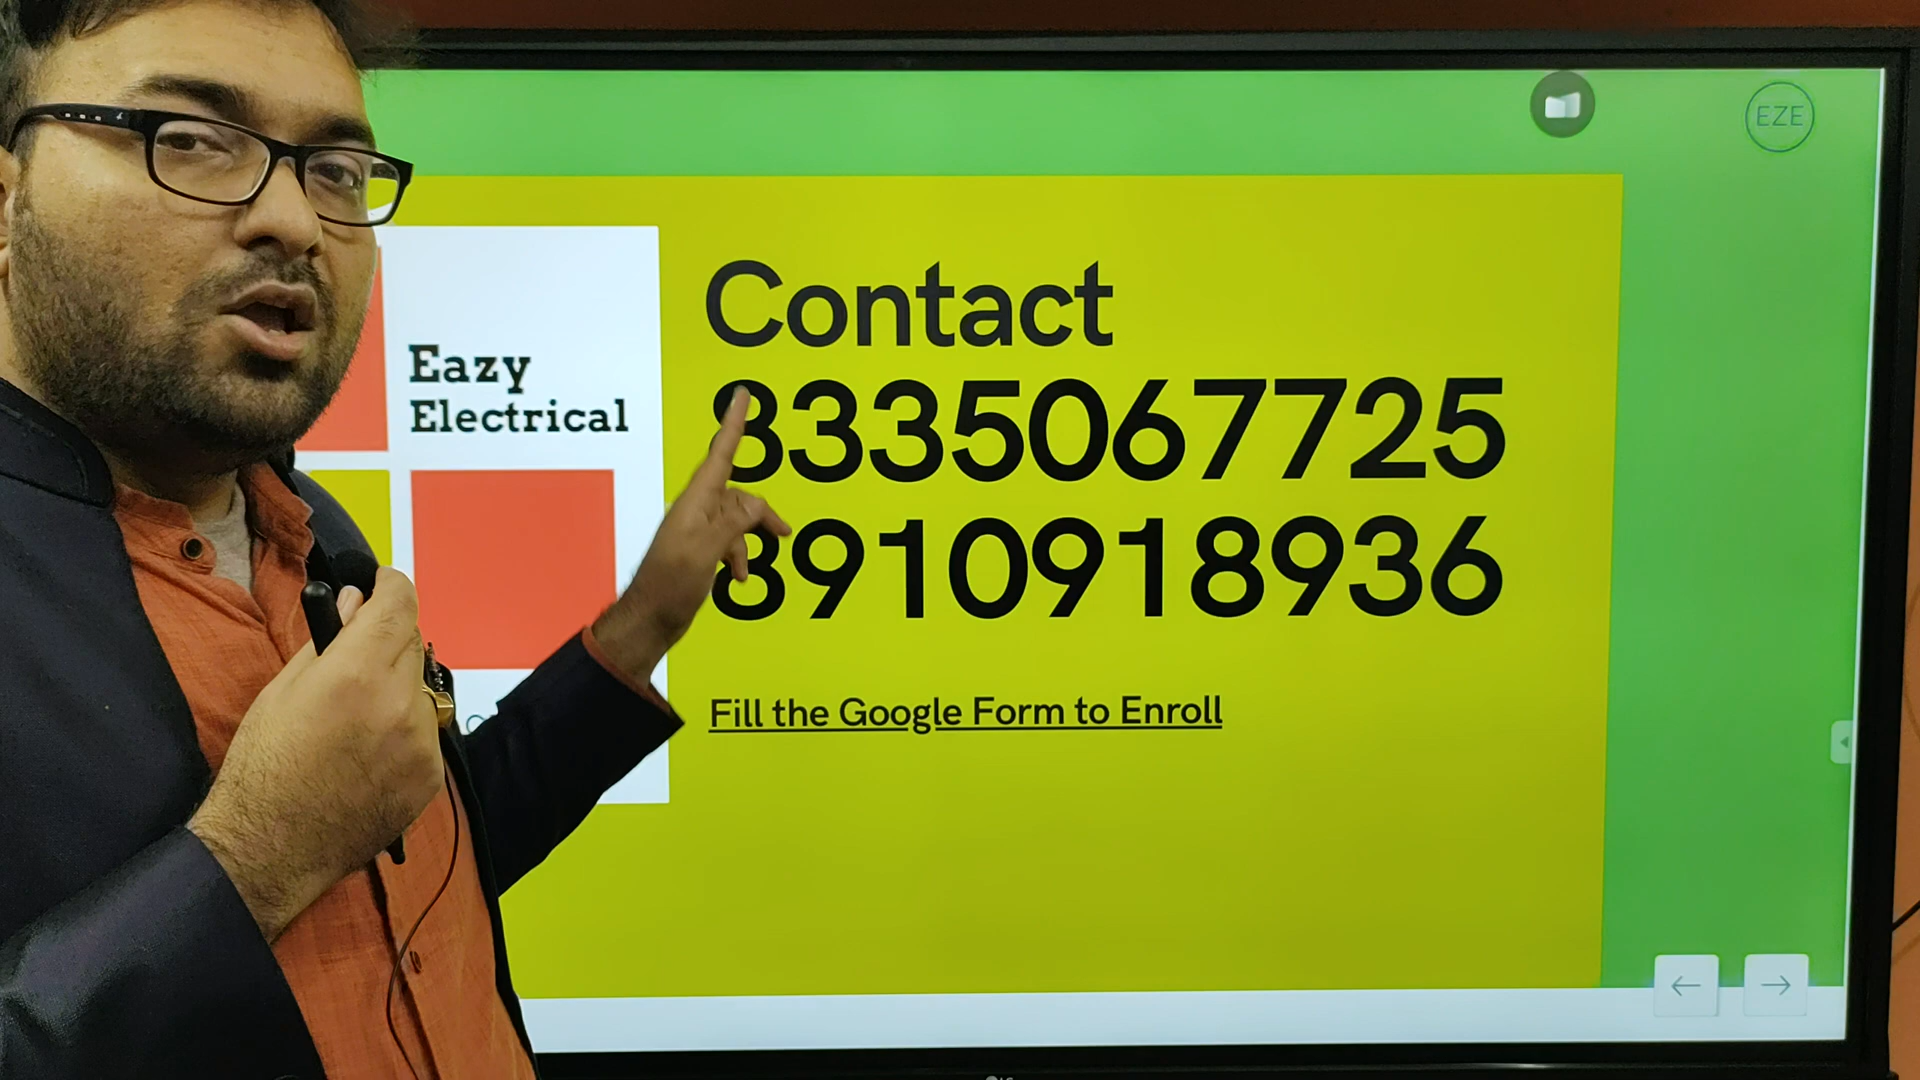 EZE
Eazy
Electrical
Contact
8335067725
8910918936
Fill the Google Form to Enroll